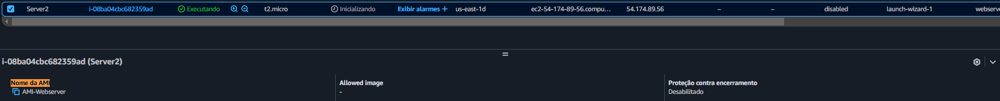 Server2 i-08ba04cbc682359ad Executando t2.micro Inicializando Exibir alarmes + us-east-1d ec2-54-174-89-56.compu... 54.174.89.56 – – disabled launch-wizard-1 webserv
i-08ba04cbc682359ad (Server2)
Nome da AMI Allowed image Proteção contra encerramento
AMI-Webserver - Desabilitado